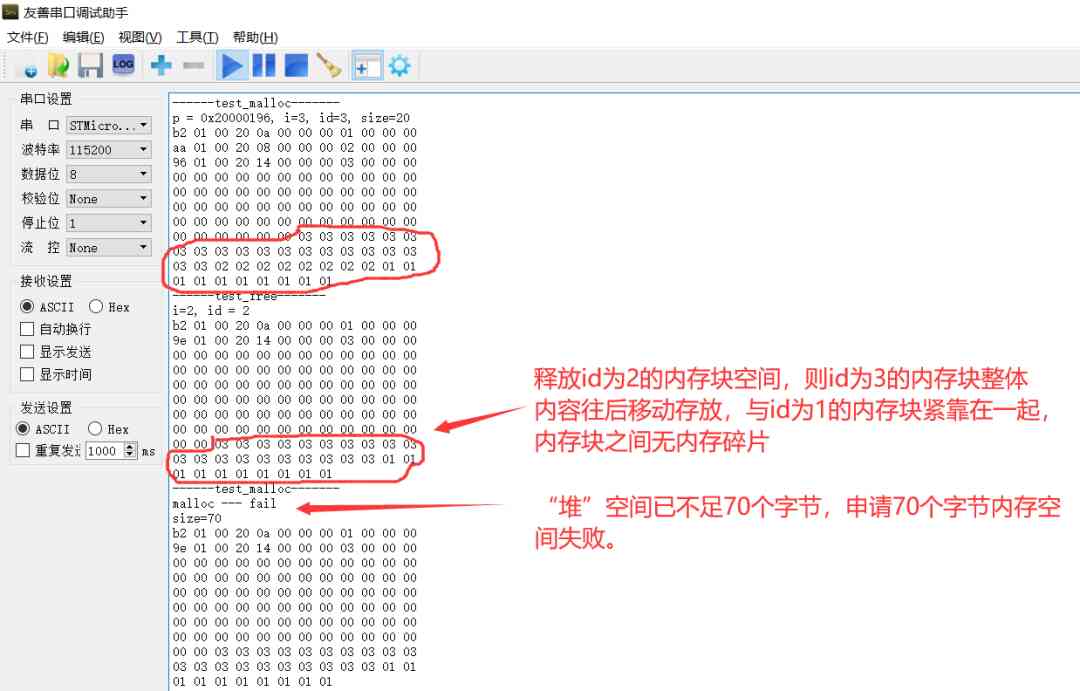 友善串口调试助手
文件(F) 编辑(E) 视图(V) 工具(T) 帮助(H)
LOG
串口设置
串 口 STMicro...
波特率 115200
数据位 8
校验位 None
停止位 1
流 控 None
接收设置
ASCII Hex
自动换行
显示发送
显示时间
发送设置
ASCII Hex
重复发送 1000 ms
------test_malloc-------
p = 0x20000196, i=3, id=3, size=20
b2 01 00 20 0a 00 00 00 01 00 00 00
aa 01 00 20 08 00 00 00 02 00 00 00
96 01 00 20 14 00 00 00 03 00 00 00
00 00 00 00 00 00 00 00 00 00 00 00
00 00 00 00 00 00 00 00 00 00 00 00
00 00 00 00 00 00 00 00 00 00 00 00
00 00 00 00 00 00 00 00 00 00 00 00
00 00 00 00 00 00 03 03 03 03 03 03
03 03 03 03 03 03 03 03 03 03 03 03
03 03 02 02 02 02 02 02 02 02 01 01
01 01 01 01 01 01 01 01
------test_free-------
i=2, id = 2
b2 01 00 20 0a 00 00 00 01 00 00 00
9e 01 00 20 14 00 00 00 03 00 00 00
00 00 00 00 00 00 00 00 00 00 00 00
00 00 00 00 00 00 00 00 00 00 00 00
00 00 00 00 00 00 00 00 00 00 00 00
00 00 00 00 00 00 00 00 00 00 00 00
00 00 00 00 00 00 00 00 00 00 00 00
00 00 00 00 00 00 00 00 00 00 00 00
00 00 03 03 03 03 03 03 03 03 03 03
03 03 03 03 03 03 03 03 03 03 01 01
01 01 01 01 01 01 01 01
------test_malloc-------
malloc --- fail
size=70
b2 01 00 20 0a 00 00 00 01 00 00 00
9e 01 00 20 14 00 00 00 03 00 00 00
00 00 00 00 00 00 00 00 00 00 00 00
00 00 00 00 00 00 00 00 00 00 00 00
00 00 00 00 00 00 00 00 00 00 00 00
00 00 00 00 00 00 00 00 00 00 00 00
00 00 00 00 00 00 00 00 00 00 00 00
00 00 00 00 00 00 00 00 00 00 00 00
00 00 03 03 03 03 03 03 03 03 03 03
03 03 03 03 03 03 03 03 03 03 01 01
01 01 01 01 01 01 01 01
释放id为2的内存块空间，则id为3的内存块整体
内容往后移动存放，与id为1的内存块紧靠在一起，
内存块之间无内存碎片
“堆”空间已不足70个字节，申请70个字节内存空
间失败。